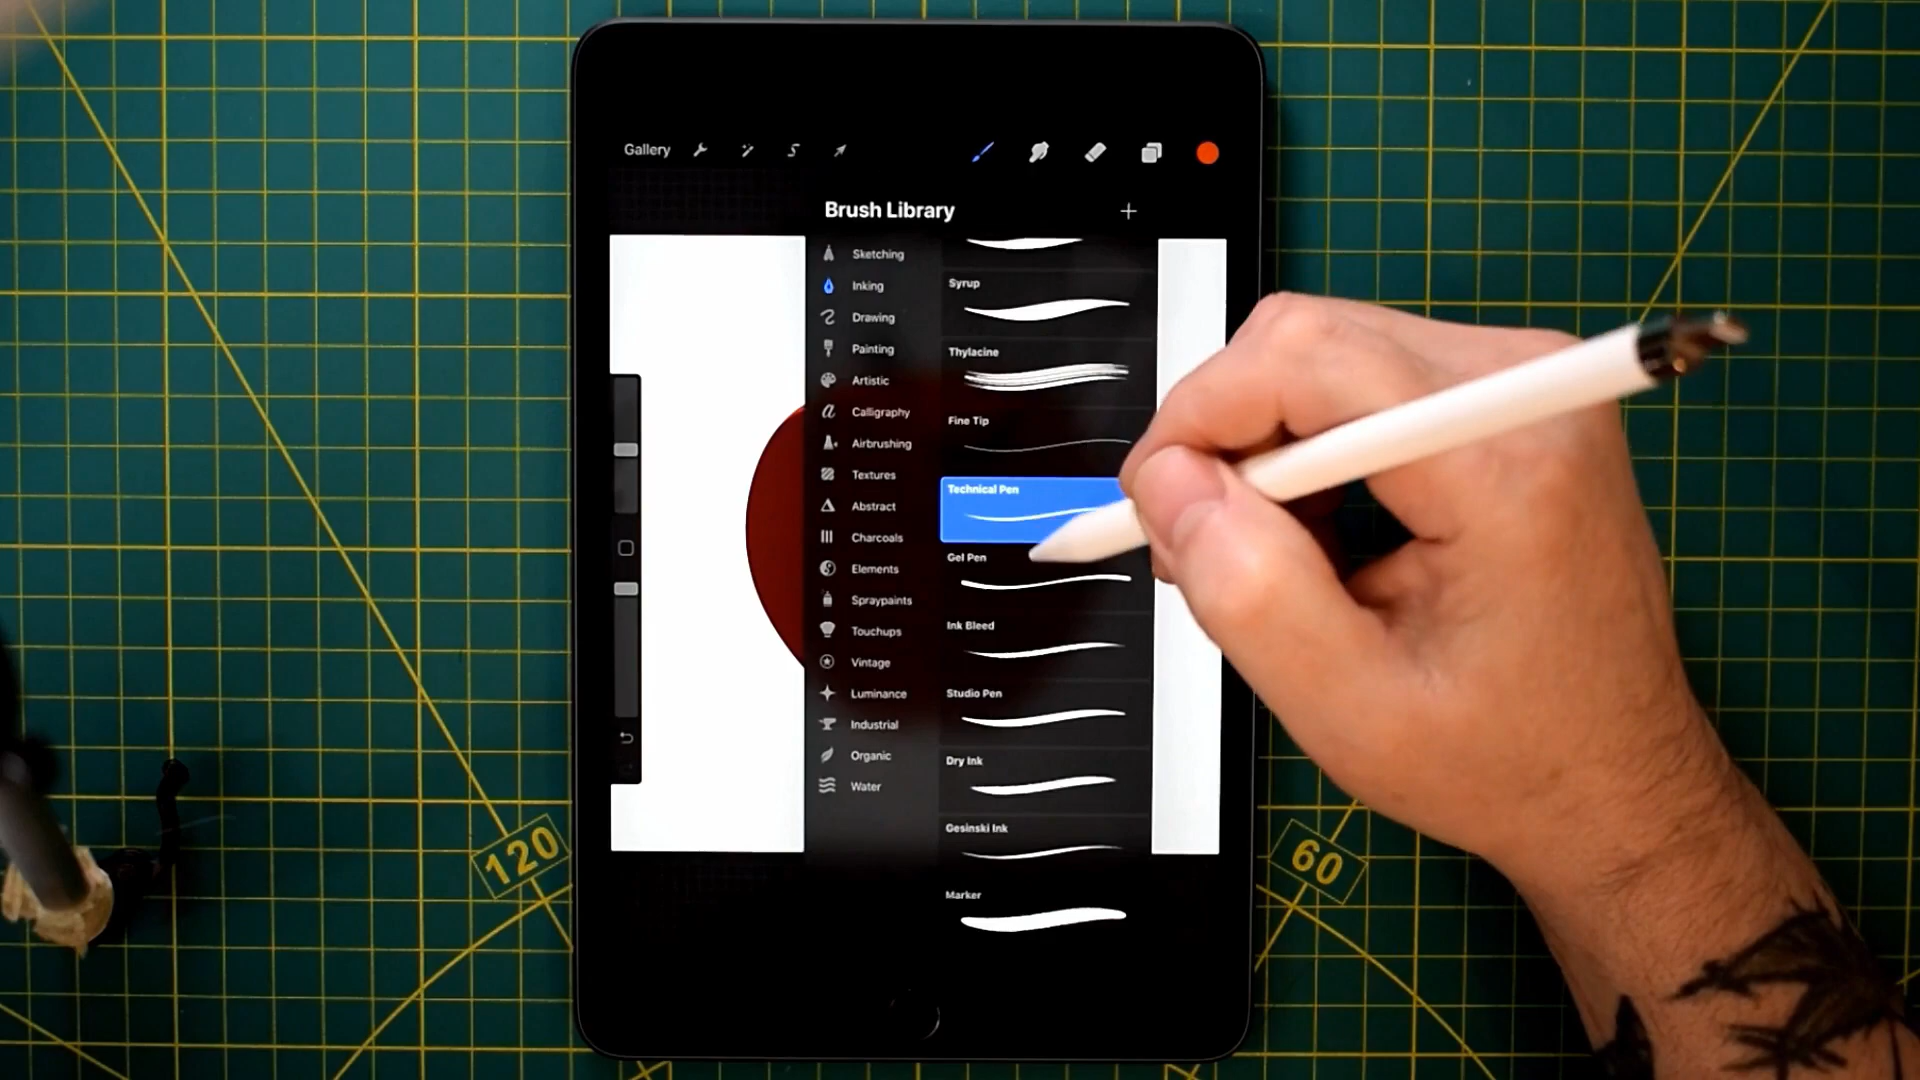 Gallery
Brush Library
Sketching
Inking
Drawing
Painting
Artistic
Calligraphy
Airbrushing
Textures
Abstract
Charcoals
Elements
Spraypaints
Touchups
Vintage
Luminance
Industrial
Organic
Water
Syrup
Thylacine
Fine Tip
Technical Pen
Gel Pen
Ink Bleed
Studio Pen
Dry Ink
Gesinski Ink
Marker
120
60